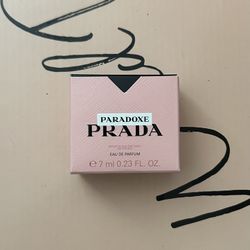 PARADOXE
PRADA
EAU DE PARFUM
e 7 ml 0.23 FL. OZ.